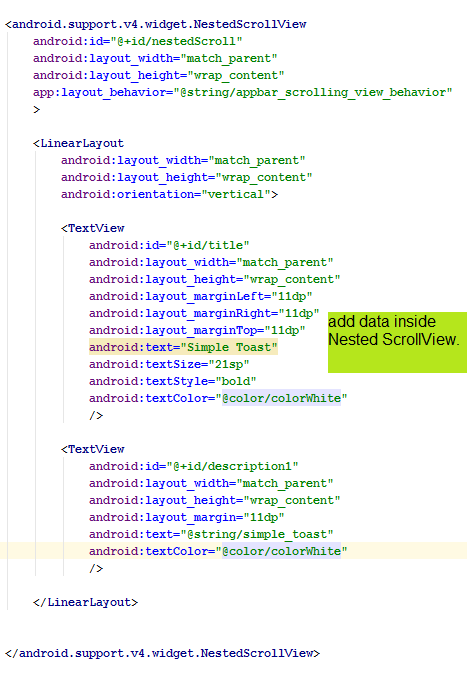 <android.support.v4.widget.NestedScrollView
    android:id="@+id/nestedScroll"
    android:layout_width="match_parent"
    android:layout_height="wrap_content"
    app:layout_behavior="@string/appbar_scrolling_view_behavior"
    >
    <LinearLayout
        android:layout_width="match_parent"
        android:layout_height="wrap_content"
        android:orientation="vertical">
        <TextView
            android:id="@+id/title"
            android:layout_width="match_parent"
            android:layout_height="wrap_content"
            android:layout_marginLeft="11dp"
            android:layout_marginRight="11dp"
            android:layout_marginTop="11dp"
            android:text="Simple Toast"
            android:textSize="21sp"
            android:textStyle="bold"
            android:textColor="@color/colorWhite"
            />
add data inside
Nested ScrollView.
        <TextView
            android:id="@+id/description1"
            android:layout_width="match_parent"
            android:layout_height="wrap_content"
            android:layout_margin="11dp"
            android:text="@string/simple_toast"
            android:textColor="@color/colorWhite"
            />
    </LinearLayout>
</android.support.v4.widget.NestedScrollView>